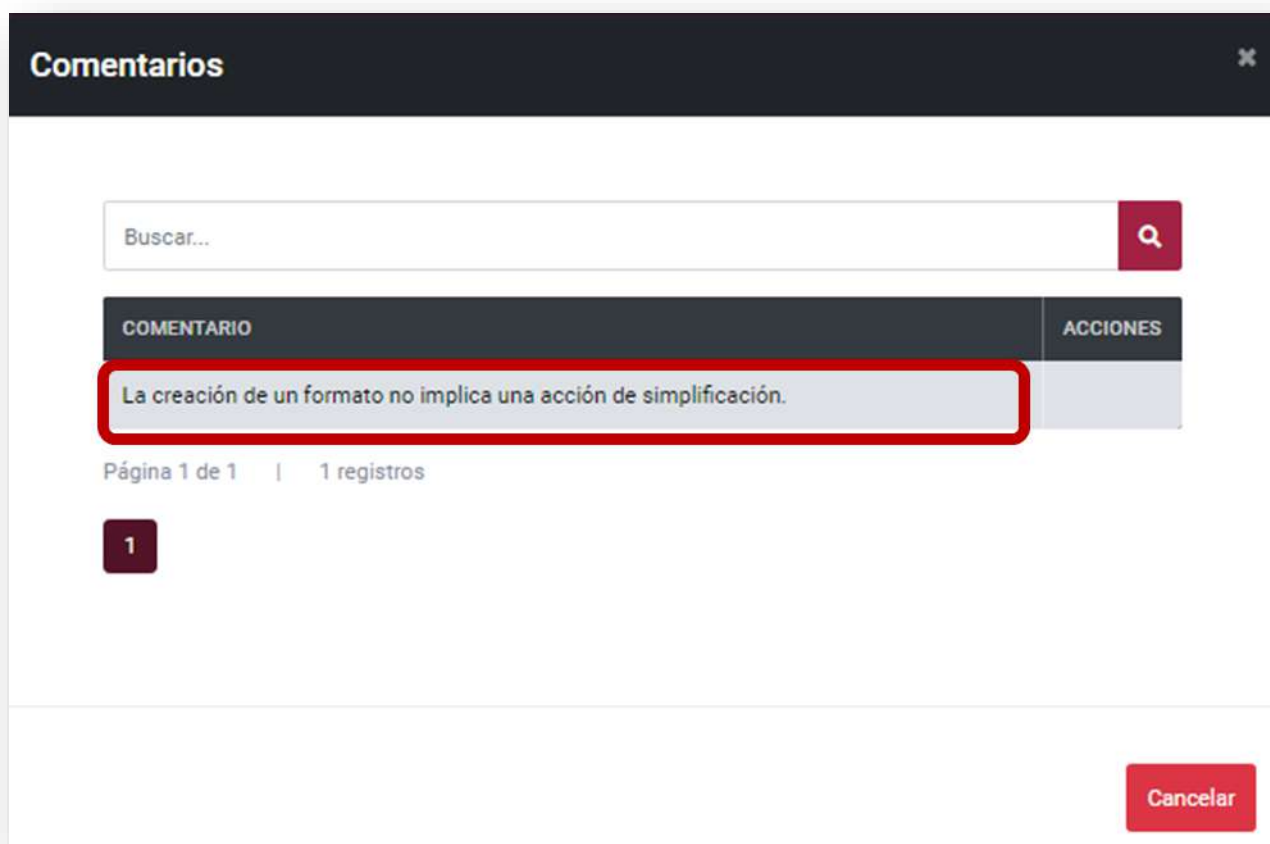 Comentarios
Buscar...
COMENTARIO ACCIONES
La creación de un formato no implica una acción de simplificación.
Página 1 de 1 | 1 registros
1
Cancelar